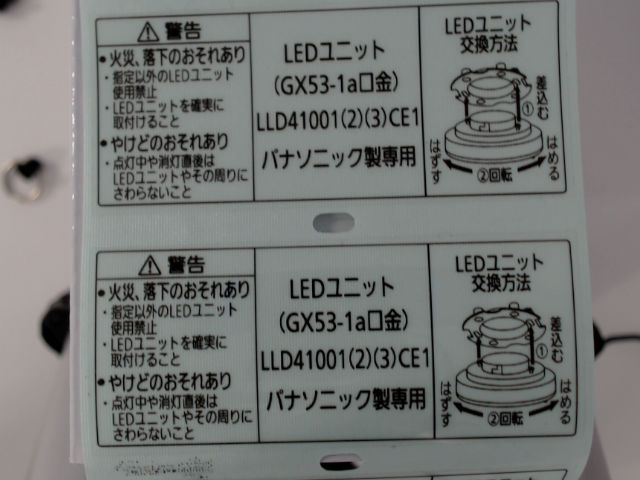 ⚠ 警告
• 火災、落下のおそれあり
・指定以外のLEDユニット
使用禁止
・LEDユニットを確実に
取付けること
• やけどのおそれあり
・点灯中や消灯直後は
LEDユニットやその周りに
さわらないこと
LEDユニット
(GX53-1a口金)
LLD41001(2)(3)CE1
パナソニック製専用
LEDユニット
交換方法
差込む
①
はずす
②回転
はめる
⚠ 警告
• 火災、落下のおそれあり
・指定以外のLEDユニット
使用禁止
・LEDユニットを確実に
取付けること
• やけどのおそれあり
・点灯中や消灯直後は
LEDユニットやその周りに
さわらないこと
LEDユニット
(GX53-1a口金)
LLD41001(2)(3)CE1
パナソニック製専用
LEDユニット
交換方法
差込む
①
はずす
②回転
はめる